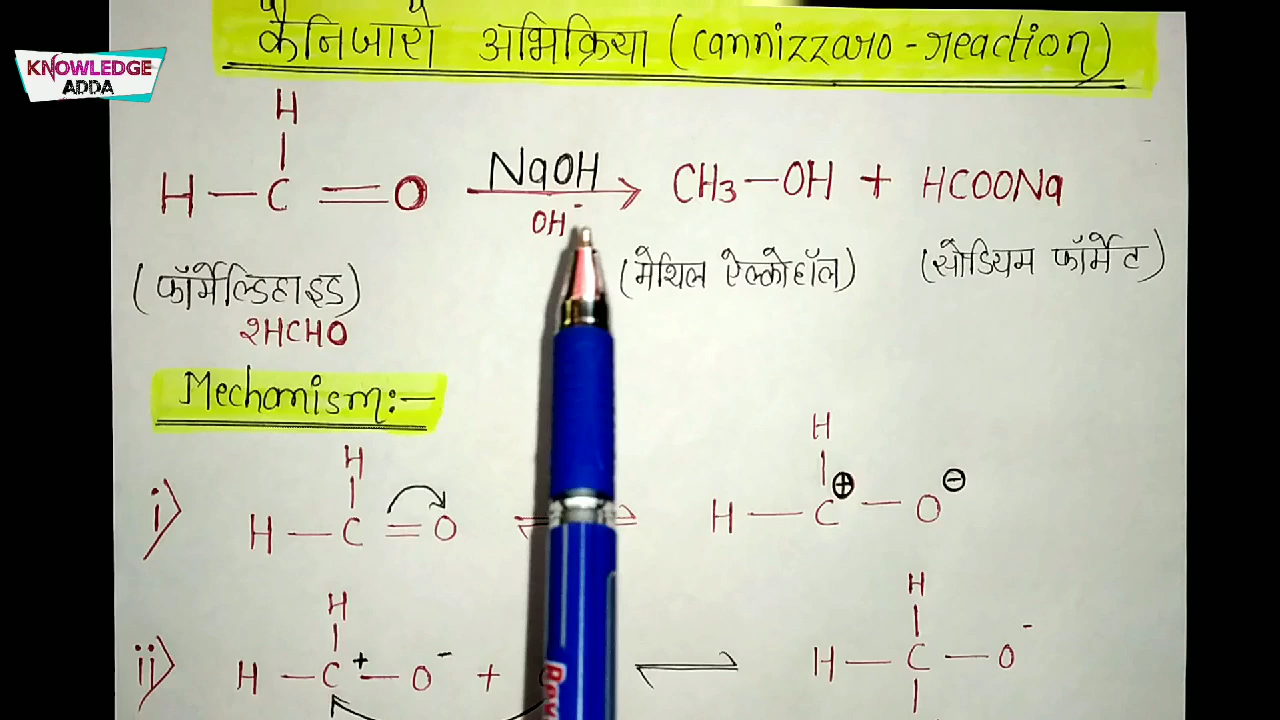 कैनिजारो अभिक्रिया (Cannizzaro-reaction)
KNOWLEDGE
ADDA
H
H — C = O NaOH CH3—OH + HCOONa
OH-
(फॉर्मेल्डिहाइड) (मेथिल ऐल्कोहॉल) (सोडियम फॉर्मेट)
2HCHO
Mechanism:—
H H
i) H — C = O ⇌ H — C⊕ — O⊖
H H
ii) H — C+ — O- + ⇌ H — C — O-